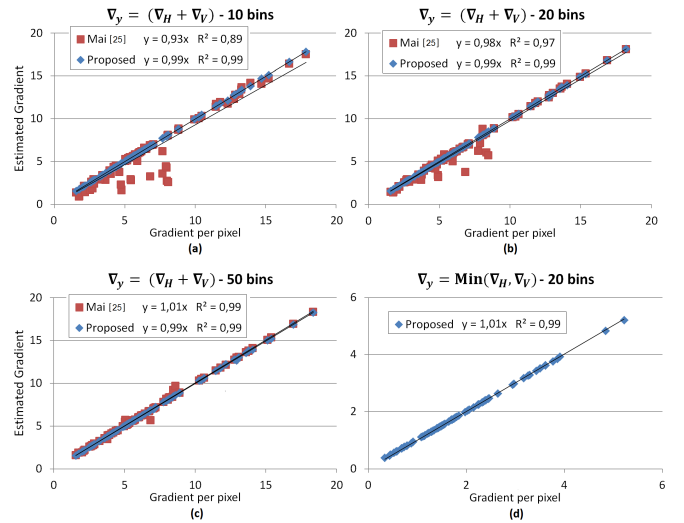 ∇y = (∇H + ∇V) - 10 bins
Mai [25] y = 0,93x R² = 0,89
Proposed y = 0,99x R² = 0,99
Estimated Gradient
20
15
10
5
0
0 5 10 15 20
Gradient per pixel
(a)
∇y = (∇H + ∇V) - 20 bins
Mai [25] y = 0,98x R² = 0,97
Proposed y = 0,99x R² = 0,99
20
15
10
5
0
0 5 10 15 20
Gradient per pixel
(b)
∇y = (∇H + ∇V) - 50 bins
Mai [25] y = 1,01x R² = 0,99
Proposed y = 0,99x R² = 0,99
Estimated Gradient
20
15
10
5
0
0 5 10 15 20
Gradient per pixel
(c)
∇y = Min(∇H, ∇V) - 20 bins
Proposed y = 1,01x R² = 0,99
6
4
2
0
0 2 4 6
Gradient per pixel
(d)